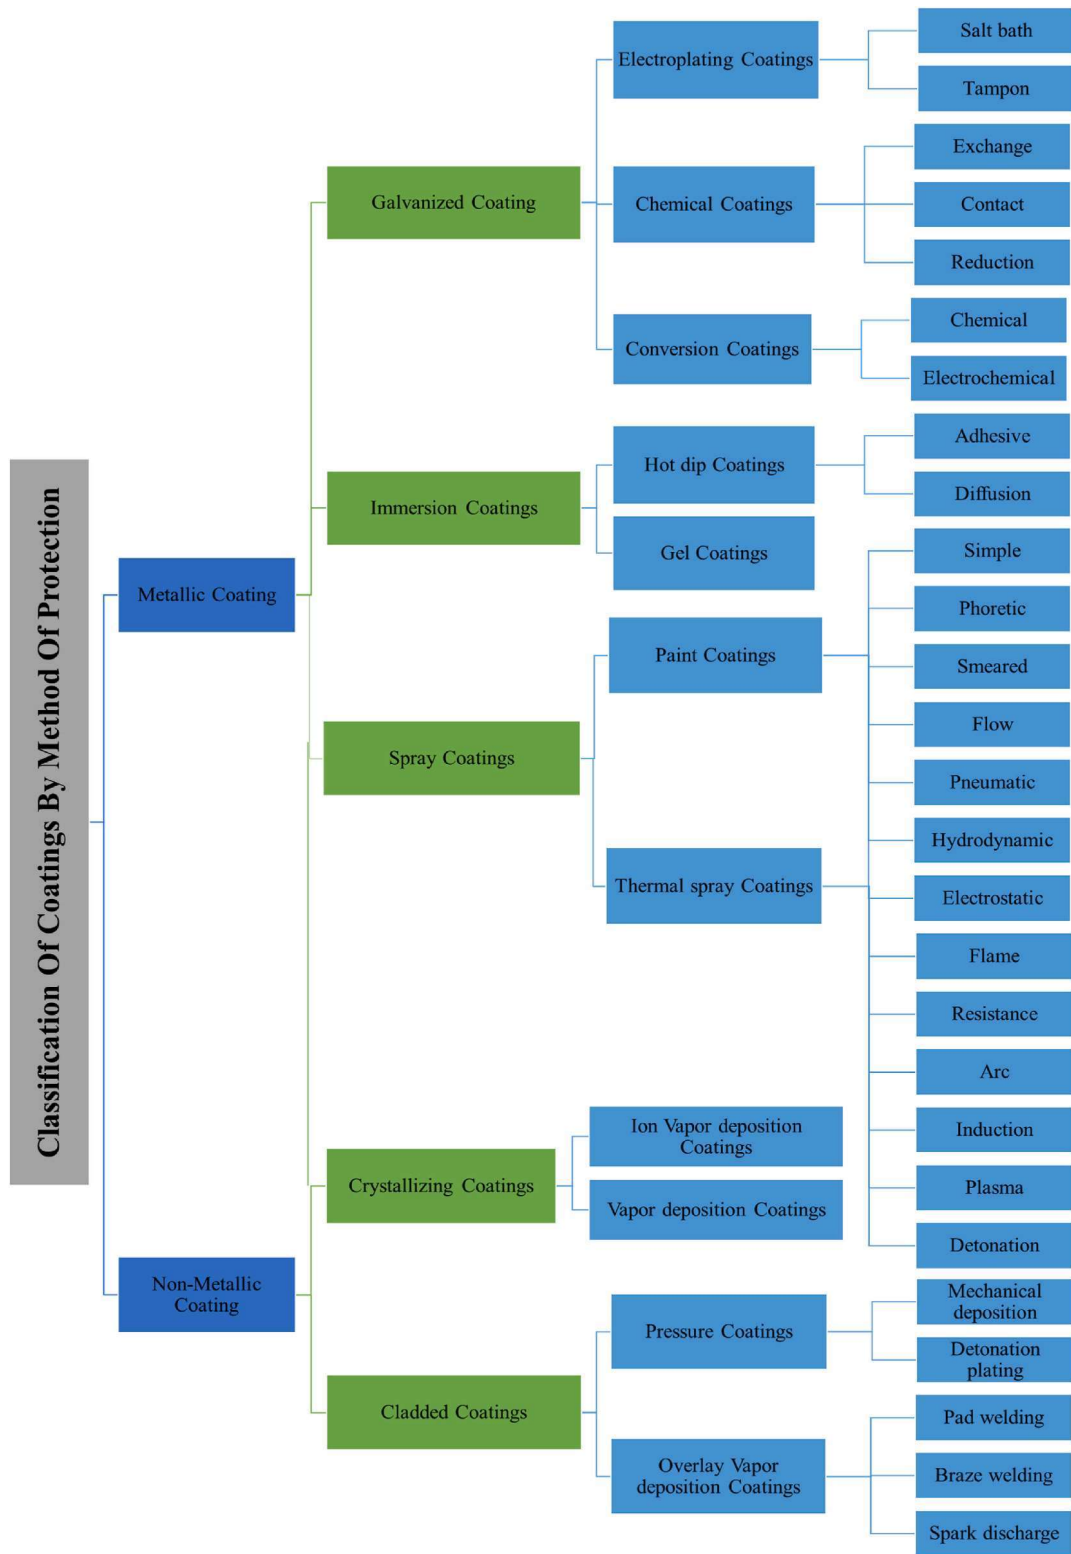 Classification Of Coatings By Method Of Protection
Metallic Coating
Non-Metallic
Coating
Galvanized Coating
Immersion Coatings
Spray Coatings
Crystallizing Coatings
Cladded Coatings
Electroplating Coatings
Chemical Coatings
Conversion Coatings
Hot dip Coatings
Gel Coatings
Paint Coatings
Thermal spray Coatings
Ion Vapor deposition
Coatings
Vapor deposition Coatings
Pressure Coatings
Overlay Vapor
deposition Coatings
Salt bath
Tampon
Exchange
Contact
Reduction
Chemical
Electrochemical
Adhesive
Diffusion
Simple
Phoretic
Smeared
Flow
Pneumatic
Hydrodynamic
Electrostatic
Flame
Resistance
Arc
Induction
Plasma
Detonation
Mechanical
deposition
Detonation
plating
Pad welding
Braze welding
Spark discharge